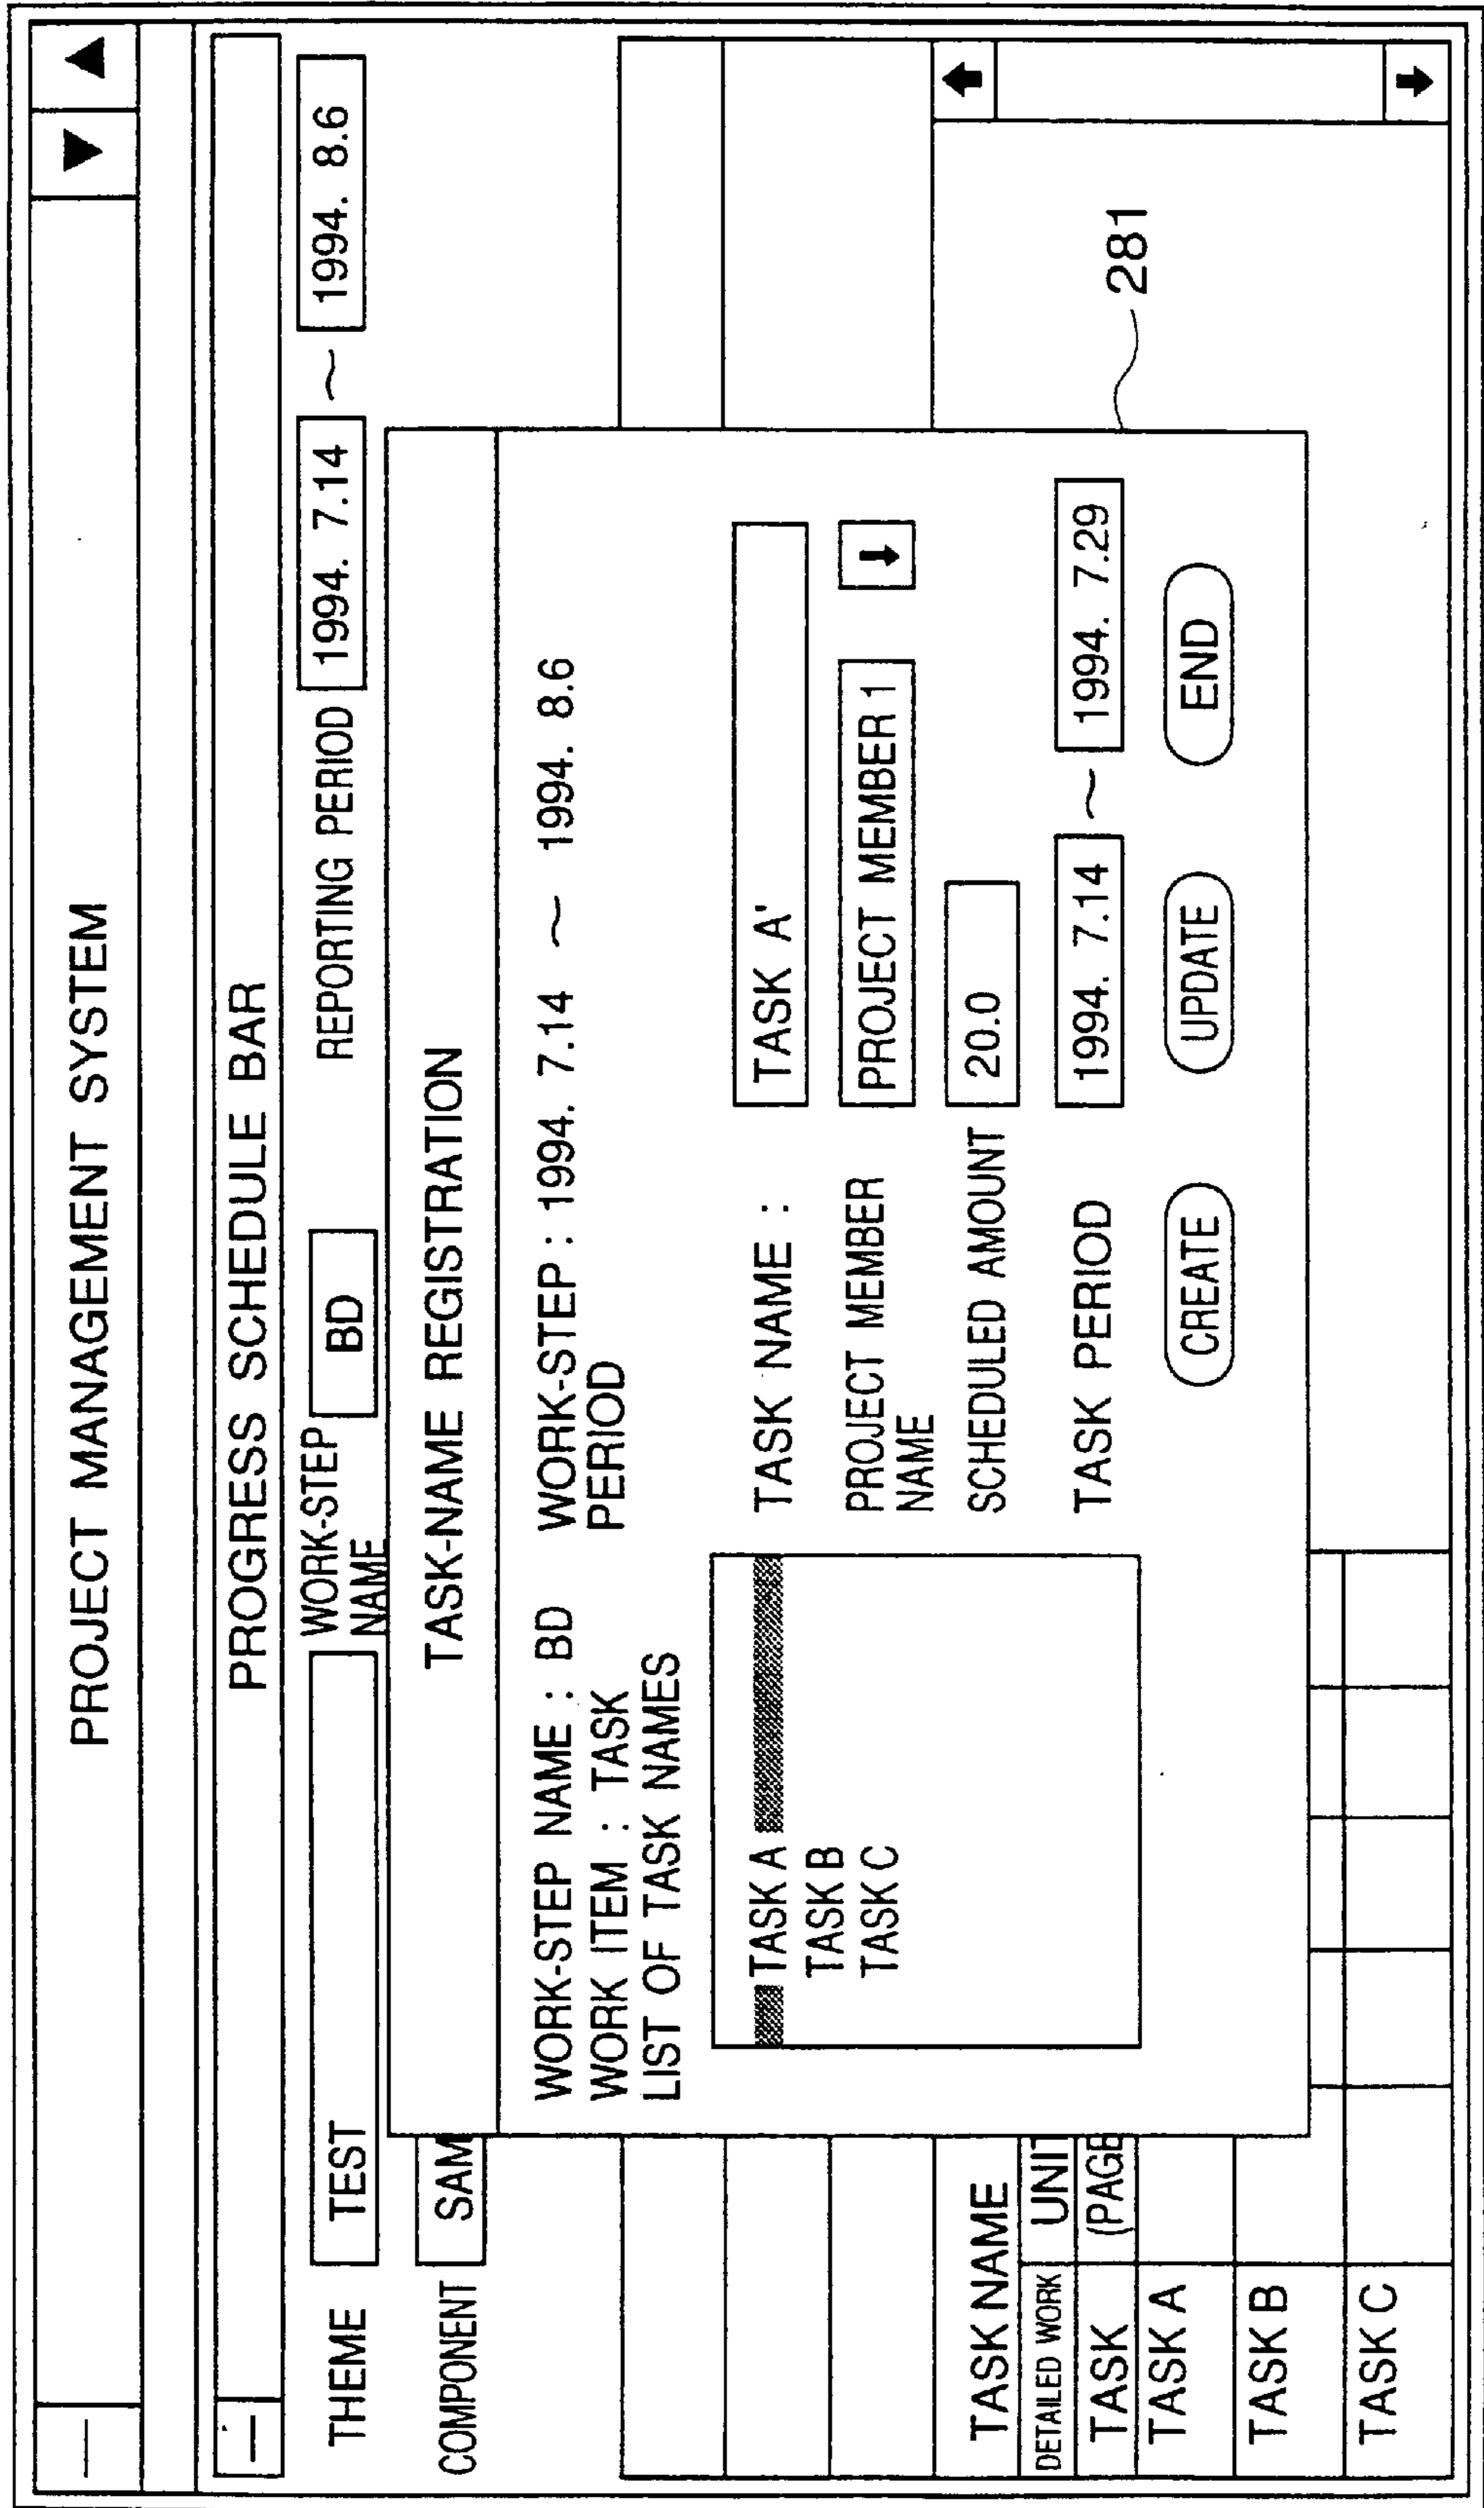 PROJECT MANAGEMENT SYSTEM
PROGRESS SCHEDULE BAR
THEME TEST WORK-STEP NAME BD REPORTING PERIOD 1994. 7.14 ~ 1994. 8.6
COMPONENT SAM
TASK-NAME REGISTRATION
WORK-STEP NAME : BD WORK-STEP : 1994. 7.14 ~ 1994. 8.6
WORK ITEM : TASK PERIOD
LIST OF TASK NAMES
TASK A
TASK B
TASK C
TASK NAME : TASK A'
PROJECT MEMBER PROJECT MEMBER 1
NAME
SCHEDULED AMOUNT 20.0
TASK PERIOD 1994. 7.14 ~ 1994. 7.29
CREATE UPDATE END
281
TASK NAME
DETAILED WORK UNIT
TASK (PAGE
TASK A
TASK B
TASK C